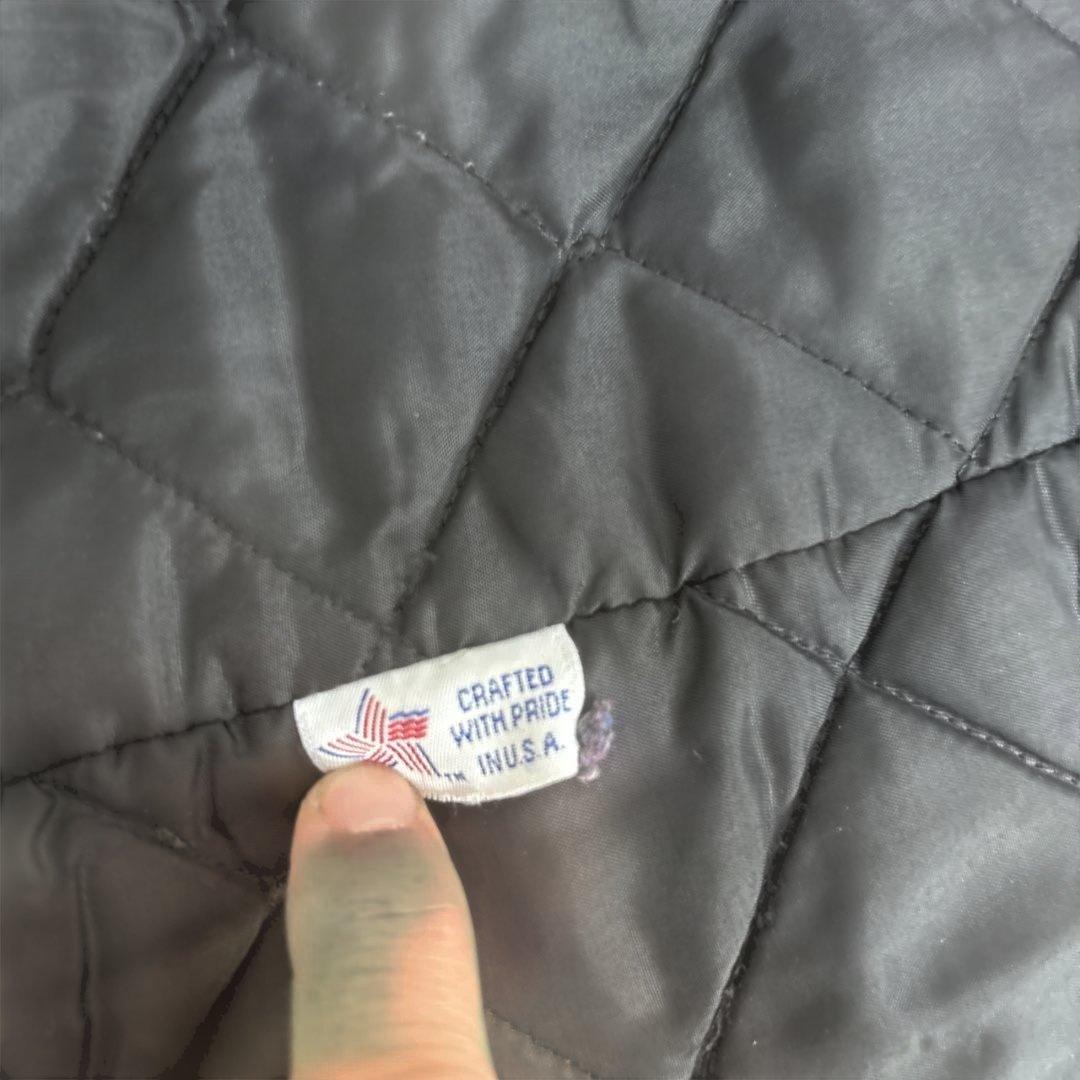 CRAFTED
WITH PRIDE
IN U.S.A.
TM